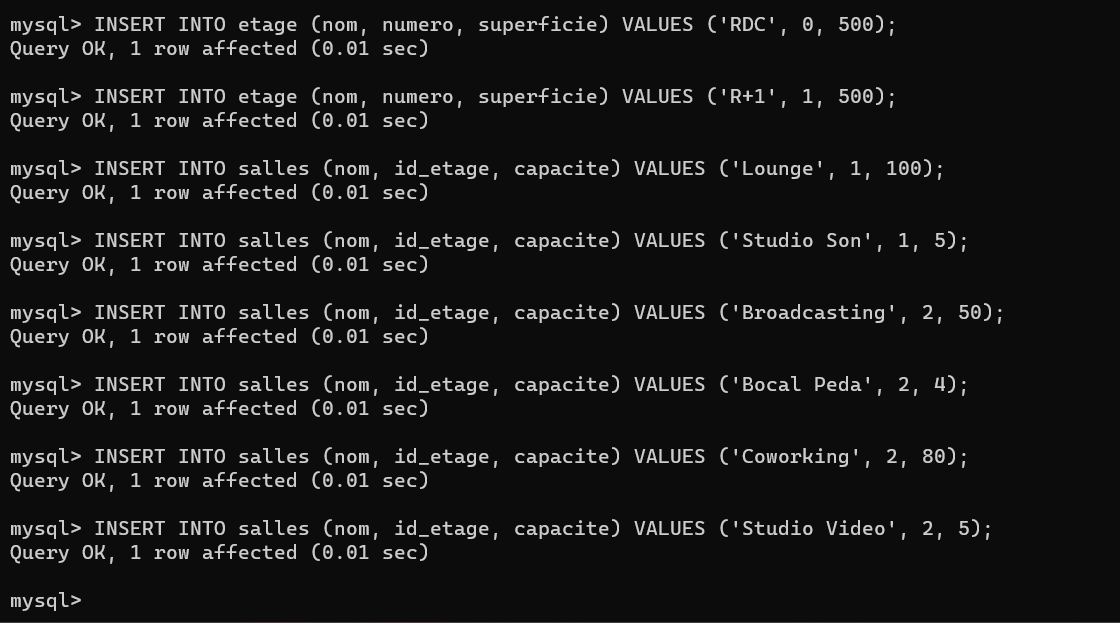 mysql> INSERT INTO etage (nom, numero, superficie) VALUES ('RDC', 0, 500);
Query OK, 1 row affected (0.01 sec)
mysql> INSERT INTO etage (nom, numero, superficie) VALUES ('R+1', 1, 500);
Query OK, 1 row affected (0.01 sec)
mysql> INSERT INTO salles (nom, id_etage, capacite) VALUES ('Lounge', 1, 100);
Query OK, 1 row affected (0.01 sec)
mysql> INSERT INTO salles (nom, id_etage, capacite) VALUES ('Studio Son', 1, 5);
Query OK, 1 row affected (0.01 sec)
mysql> INSERT INTO salles (nom, id_etage, capacite) VALUES ('Broadcasting', 2, 50);
Query OK, 1 row affected (0.01 sec)
mysql> INSERT INTO salles (nom, id_etage, capacite) VALUES ('Bocal Peda', 2, 4);
Query OK, 1 row affected (0.01 sec)
mysql> INSERT INTO salles (nom, id_etage, capacite) VALUES ('Coworking', 2, 80);
Query OK, 1 row affected (0.01 sec)
mysql> INSERT INTO salles (nom, id_etage, capacite) VALUES ('Studio Video', 2, 5);
Query OK, 1 row affected (0.01 sec)
mysql>